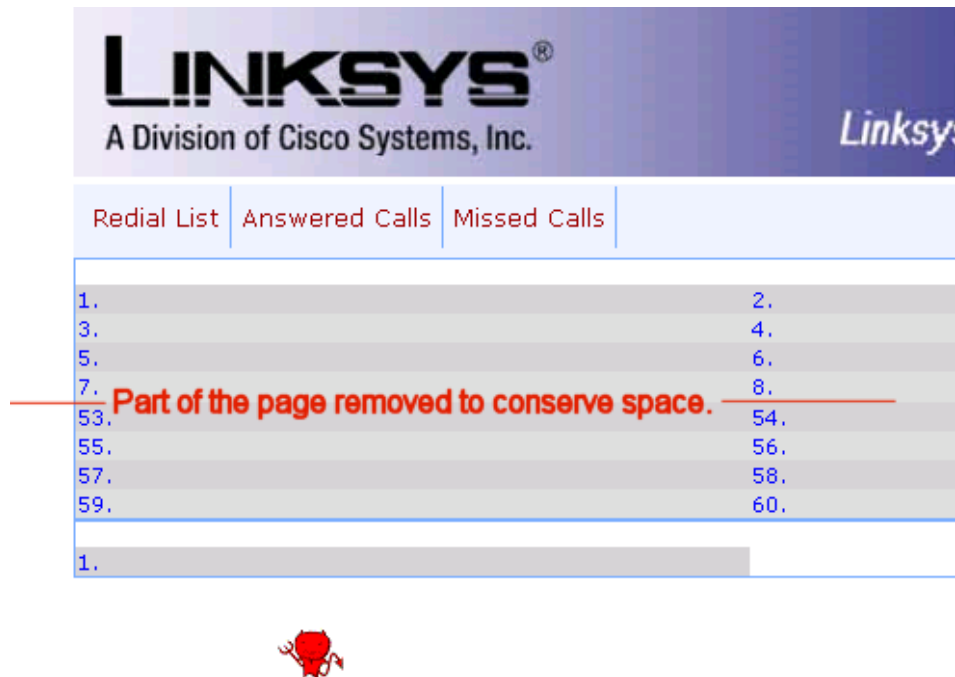 LINKSYS®
A Division of Cisco Systems, Inc.
Linksys
Redial List Answered Calls Missed Calls
1. 2.
3. 4.
5. 6.
7. 8.
Part of the page removed to conserve space.
53. 54.
55. 56.
57. 58.
59. 60.
1.